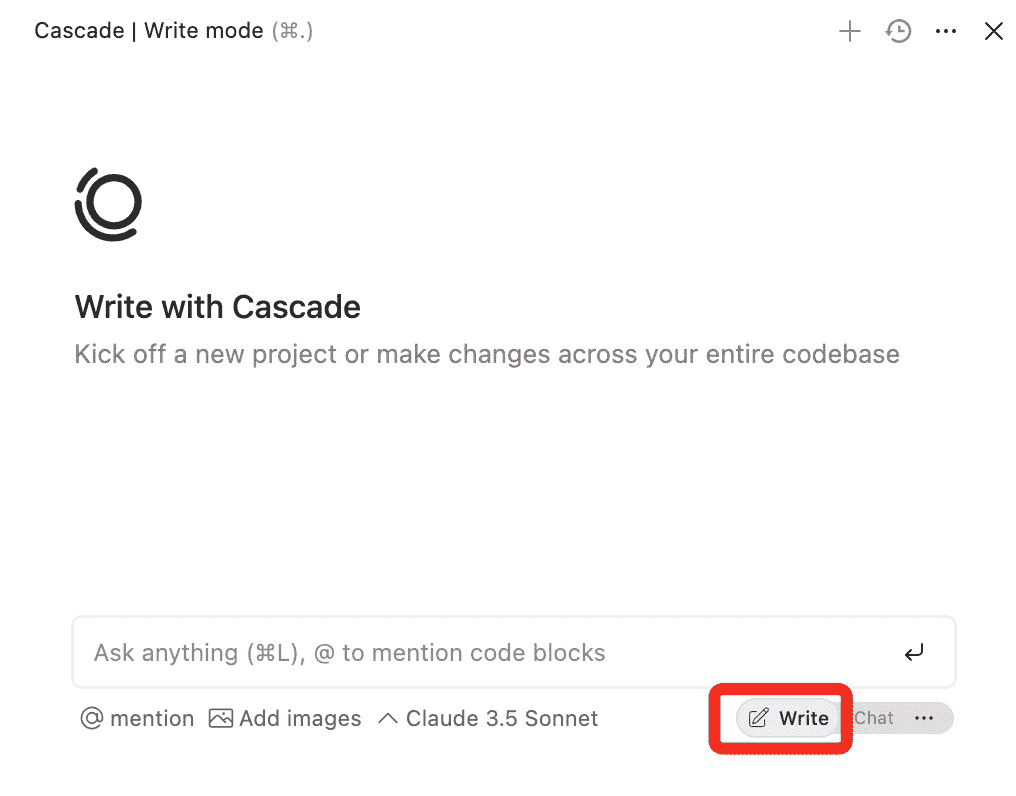 Cascade | Write mode (⌘.)
Write with Cascade
Kick off a new project or make changes across your entire codebase
Ask anything (⌘L), @ to mention code blocks
@ mention Add images Claude 3.5 Sonnet Write Chat ...